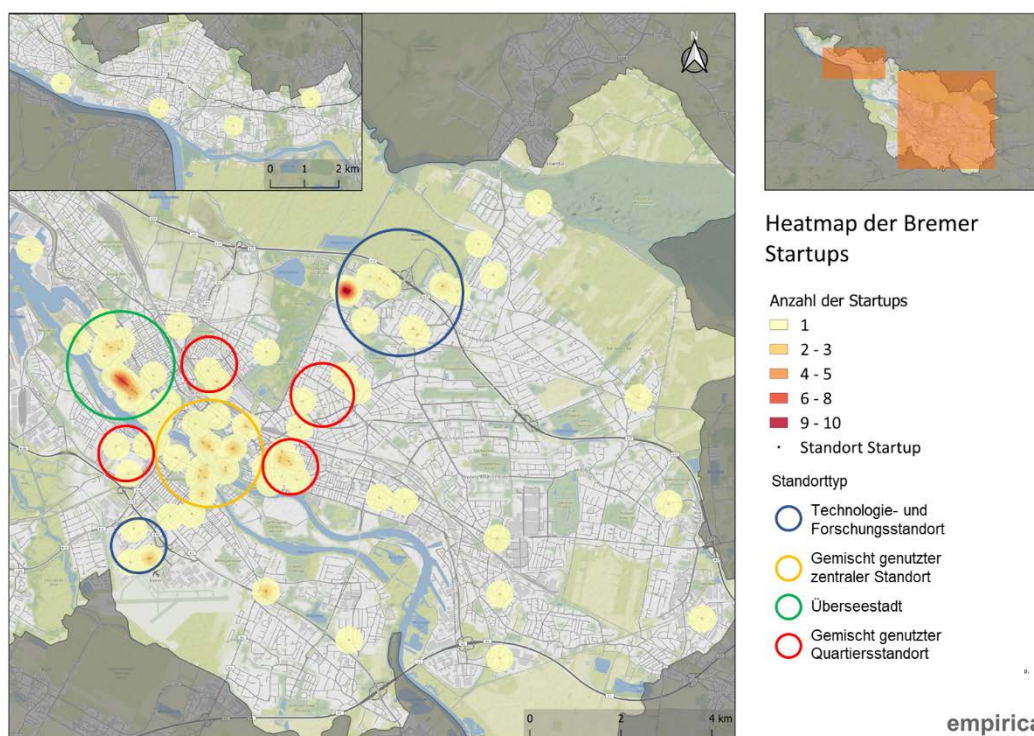 N
0 1 2 km
0 2 4 km
Heatmap der Bremer
Startups
Anzahl der Startups
1
2 - 3
4 - 5
6 - 8
9 - 10
Standort Startup
Standorttyp
Technologie- und
Forschungsstandort
Gemischt genutzter
zentraler Standort
Überseestadt
Gemischt genutzter
Quartiersstandort
empirica